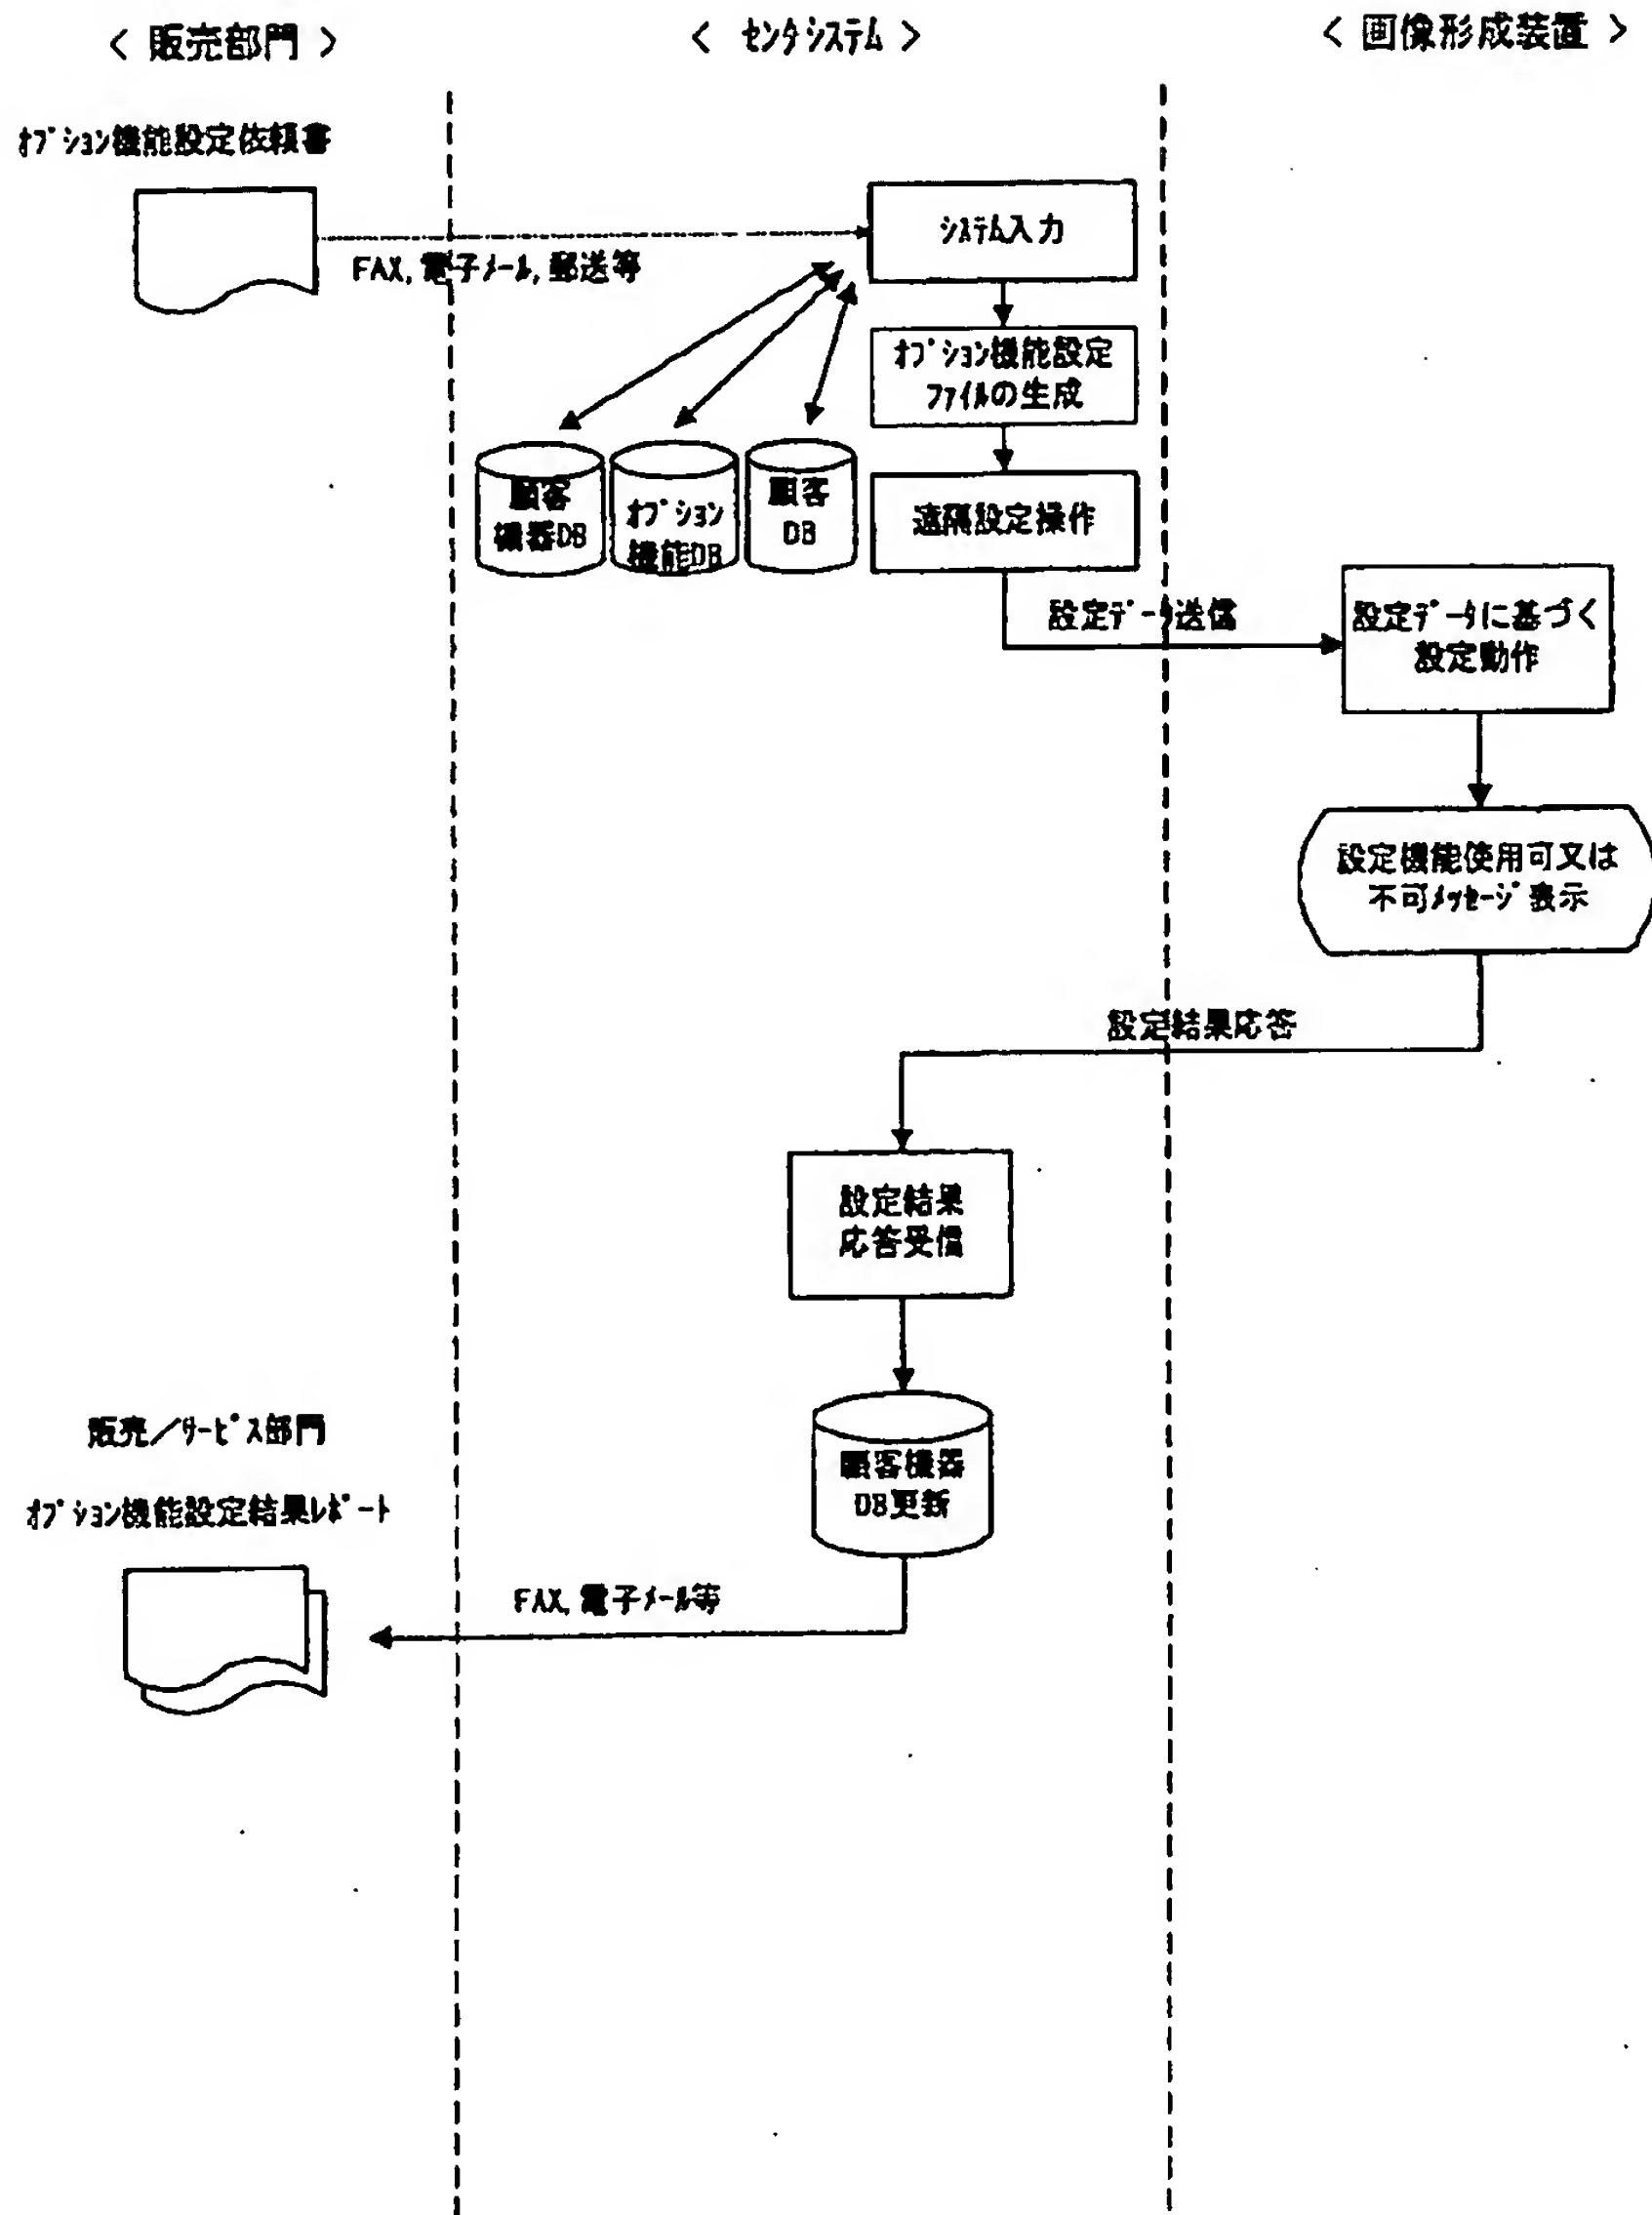 < 販売部門 >
< ｾﾝﾀｼｽﾃﾑ >
< 画像形成装置 >
ｵﾌﾟｼｮﾝ機能設定依頼書
ｼｽﾃﾑ入力
FAX, 電子ﾒｰﾙ, 郵送等
ｵﾌﾟｼｮﾝ機能設定
ﾌｧｲﾙの生成
顧客
機器DB
ｵﾌﾟｼｮﾝ
機能DB
顧客
DB
遠隔設定操作
設定ﾃﾞｰﾀ送信
設定ﾃﾞｰﾀに基づく
設定動作
設定機能使用可又は
不可ﾒｯｾｰｼﾞ表示
設定結果応答
設定結果
応答受信
顧客機器
DB更新
販売／ｻｰﾋﾞｽ部門
ｵﾌﾟｼｮﾝ機能設定結果ﾚﾎﾟｰﾄ
FAX, 電子ﾒｰﾙ等